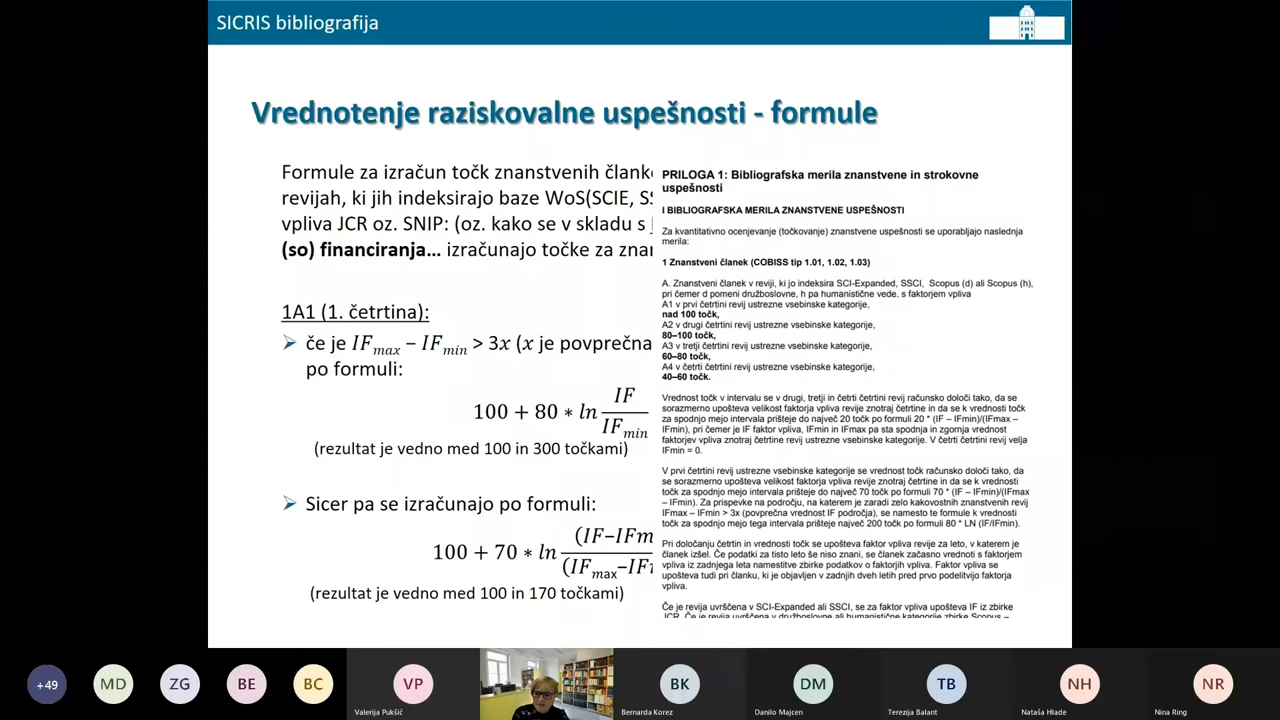 SICRIS bibliografija
Vrednotenje raziskovalne uspešnosti - formule
Formule za izračun točk znanstvenih člank
revijah, ki jih indeksirajo baze WoS(SCIE, SS
vpliva JCR oz. SNIP: (oz. kako se v skladu s
(so) financiranja… izračunajo točke za znan
1A1 (1. četrtina):
če je IFmax − IFmin > 3x (x je povprečna
po formuli:
100 + 80 ∗ ln IF
IFmin
(rezultat je vedno med 100 in 300 točkami)
Sicer pa se izračunajo po formuli:
100 + 70 ∗ ln (IF−IFm
(IFmax−IF
(rezultat je vedno med 100 in 170 točkami)
PRILOGA 1: Bibliografska merila znanstvene in strokovne
uspešnosti
I BIBLIOGRAFSKA MERILA ZNANSTVENE USPEŠNOSTI
Za kvantitativno ocenjevanje (točkovanje) znanstvene uspešnosti se uporabljajo naslednja
merila:
1 Znanstveni članek (COBISS tip 1.01, 1.02, 1.03)
A. Znanstveni članek v reviji, ki jo indeksira SCI-Expanded, SSCI, Scopus (d) ali Scopus (h),
pri čemer d pomeni družboslovne, h pa humanistične vede, s faktorjem vpliva
A1 v prvi četrtini revij ustrezne vsebinske kategorije,
nad 100 točk,
A2 v drugi četrtini revij ustrezne vsebinske kategorije,
80–100 točk,
A3 v tretji četrtini revij ustrezne vsebinske kategorije,
60–80 točk,
A4 v četrti četrtini revij ustrezne vsebinske kategorije,
40–60 točk.
Vrednost točk v intervalu se v drugi, tretji in četrti četrtini revij računsko določi tako, da se
sorazmerno upošteva velikost faktorja vpliva revije znotraj četrtine in da se k vrednosti točk
za spodnjo mejo intervala prišteje do največ 20 točk po formuli 20 * (IF – IFmin)/(IFmax –
IFmin), pri čemer je IF faktor vpliva, IFmin in IFmax pa sta spodnja in zgornja vrednost
faktorjev vpliva znotraj četrtine revij ustrezne vsebinske kategorije. V četrti četrtini revij velja
IFmin = 0.
V prvi četrtini revij ustrezne vsebinske kategorije se vrednost točk računsko določi tako, da
se sorazmerno upošteva velikost faktorja vpliva revije znotraj četrtine in da se k vrednosti
točk za spodnjo mejo intervala prišteje do največ 70 točk po formuli 70 * (IF – IFmin)/(IFmax
– IFmin). Za prispevke na področju, na katerem je zaradi zelo kakovostnih znanstvenih revij
IFmax – IFmin > 3x (povprečna vrednost IF področja), se namesto te formule k vrednosti
točk za spodnjo mejo tega intervala prišteje največ 200 točk po formuli 80 * LN (IF/IFmin).
Pri določanju četrtin in vrednosti točk se upošteva faktor vpliva revije za leto, v katerem je
članek izšel. Če podatki za tisto leto še niso znani, se članek začasno vrednoti s faktorjem
vpliva iz zadnjega leta namestitve zbirke podatkov o faktorjih vpliva. Faktor vpliva se
upošteva tudi pri članku, ki je objavljen v zadnjih dveh letih pred prvo podelitvijo faktorja
vpliva.
Če je revija uvrščena v SCI-Expanded ali SSCI, se za faktor vpliva upošteva IF iz zbirke
JCR. Če je revija uvrščena v družboslovne ali humanistične kategorije zbirke Scopus –
+49
MD
ZG
BE
BC
VP
Valerija Pukšič
BK
Bernarda Korez
DM
Danilo Majcen
TB
Terezija Balant
NH
Nataša Hlade
NR
Nina Ring